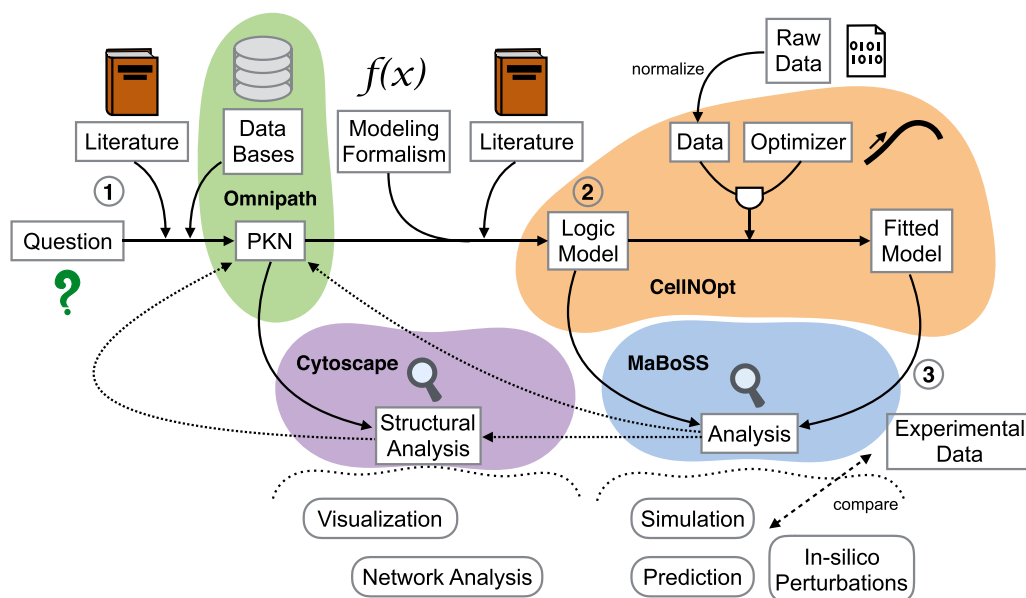 Raw
Data
0101
1010
normalize
f(x)
Literature
Data
Bases
Modeling
Formalism
Literature
Data
Optimizer
1
Omnipath
2
Question
PKN
Logic
Model
Fitted
Model
?
CellNOpt
Cytoscape
MaBoSS
3
Structural
Analysis
Analysis
Experimental
Data
compare
Visualization
Simulation
Network Analysis
Prediction
In-silico
Perturbations